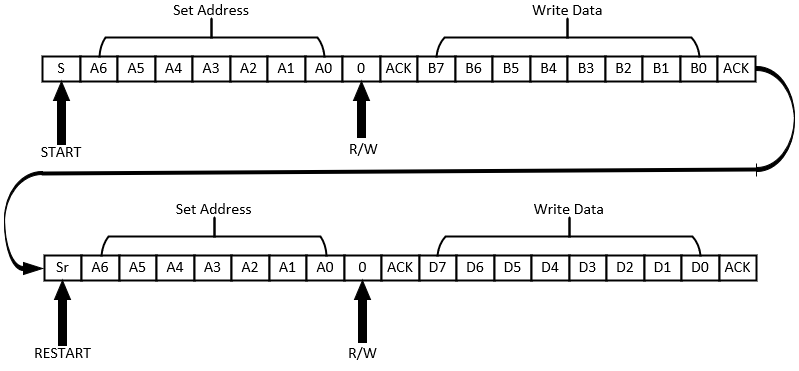 Set Address Write Data
S A6 A5 A4 A3 A2 A1 A0 0 ACK B7 B6 B5 B4 B3 B2 B1 B0 ACK
START R/W
Set Address Write Data
Sr A6 A5 A4 A3 A2 A1 A0 0 ACK D7 D6 D5 D4 D3 D2 D1 D0 ACK
RESTART R/W